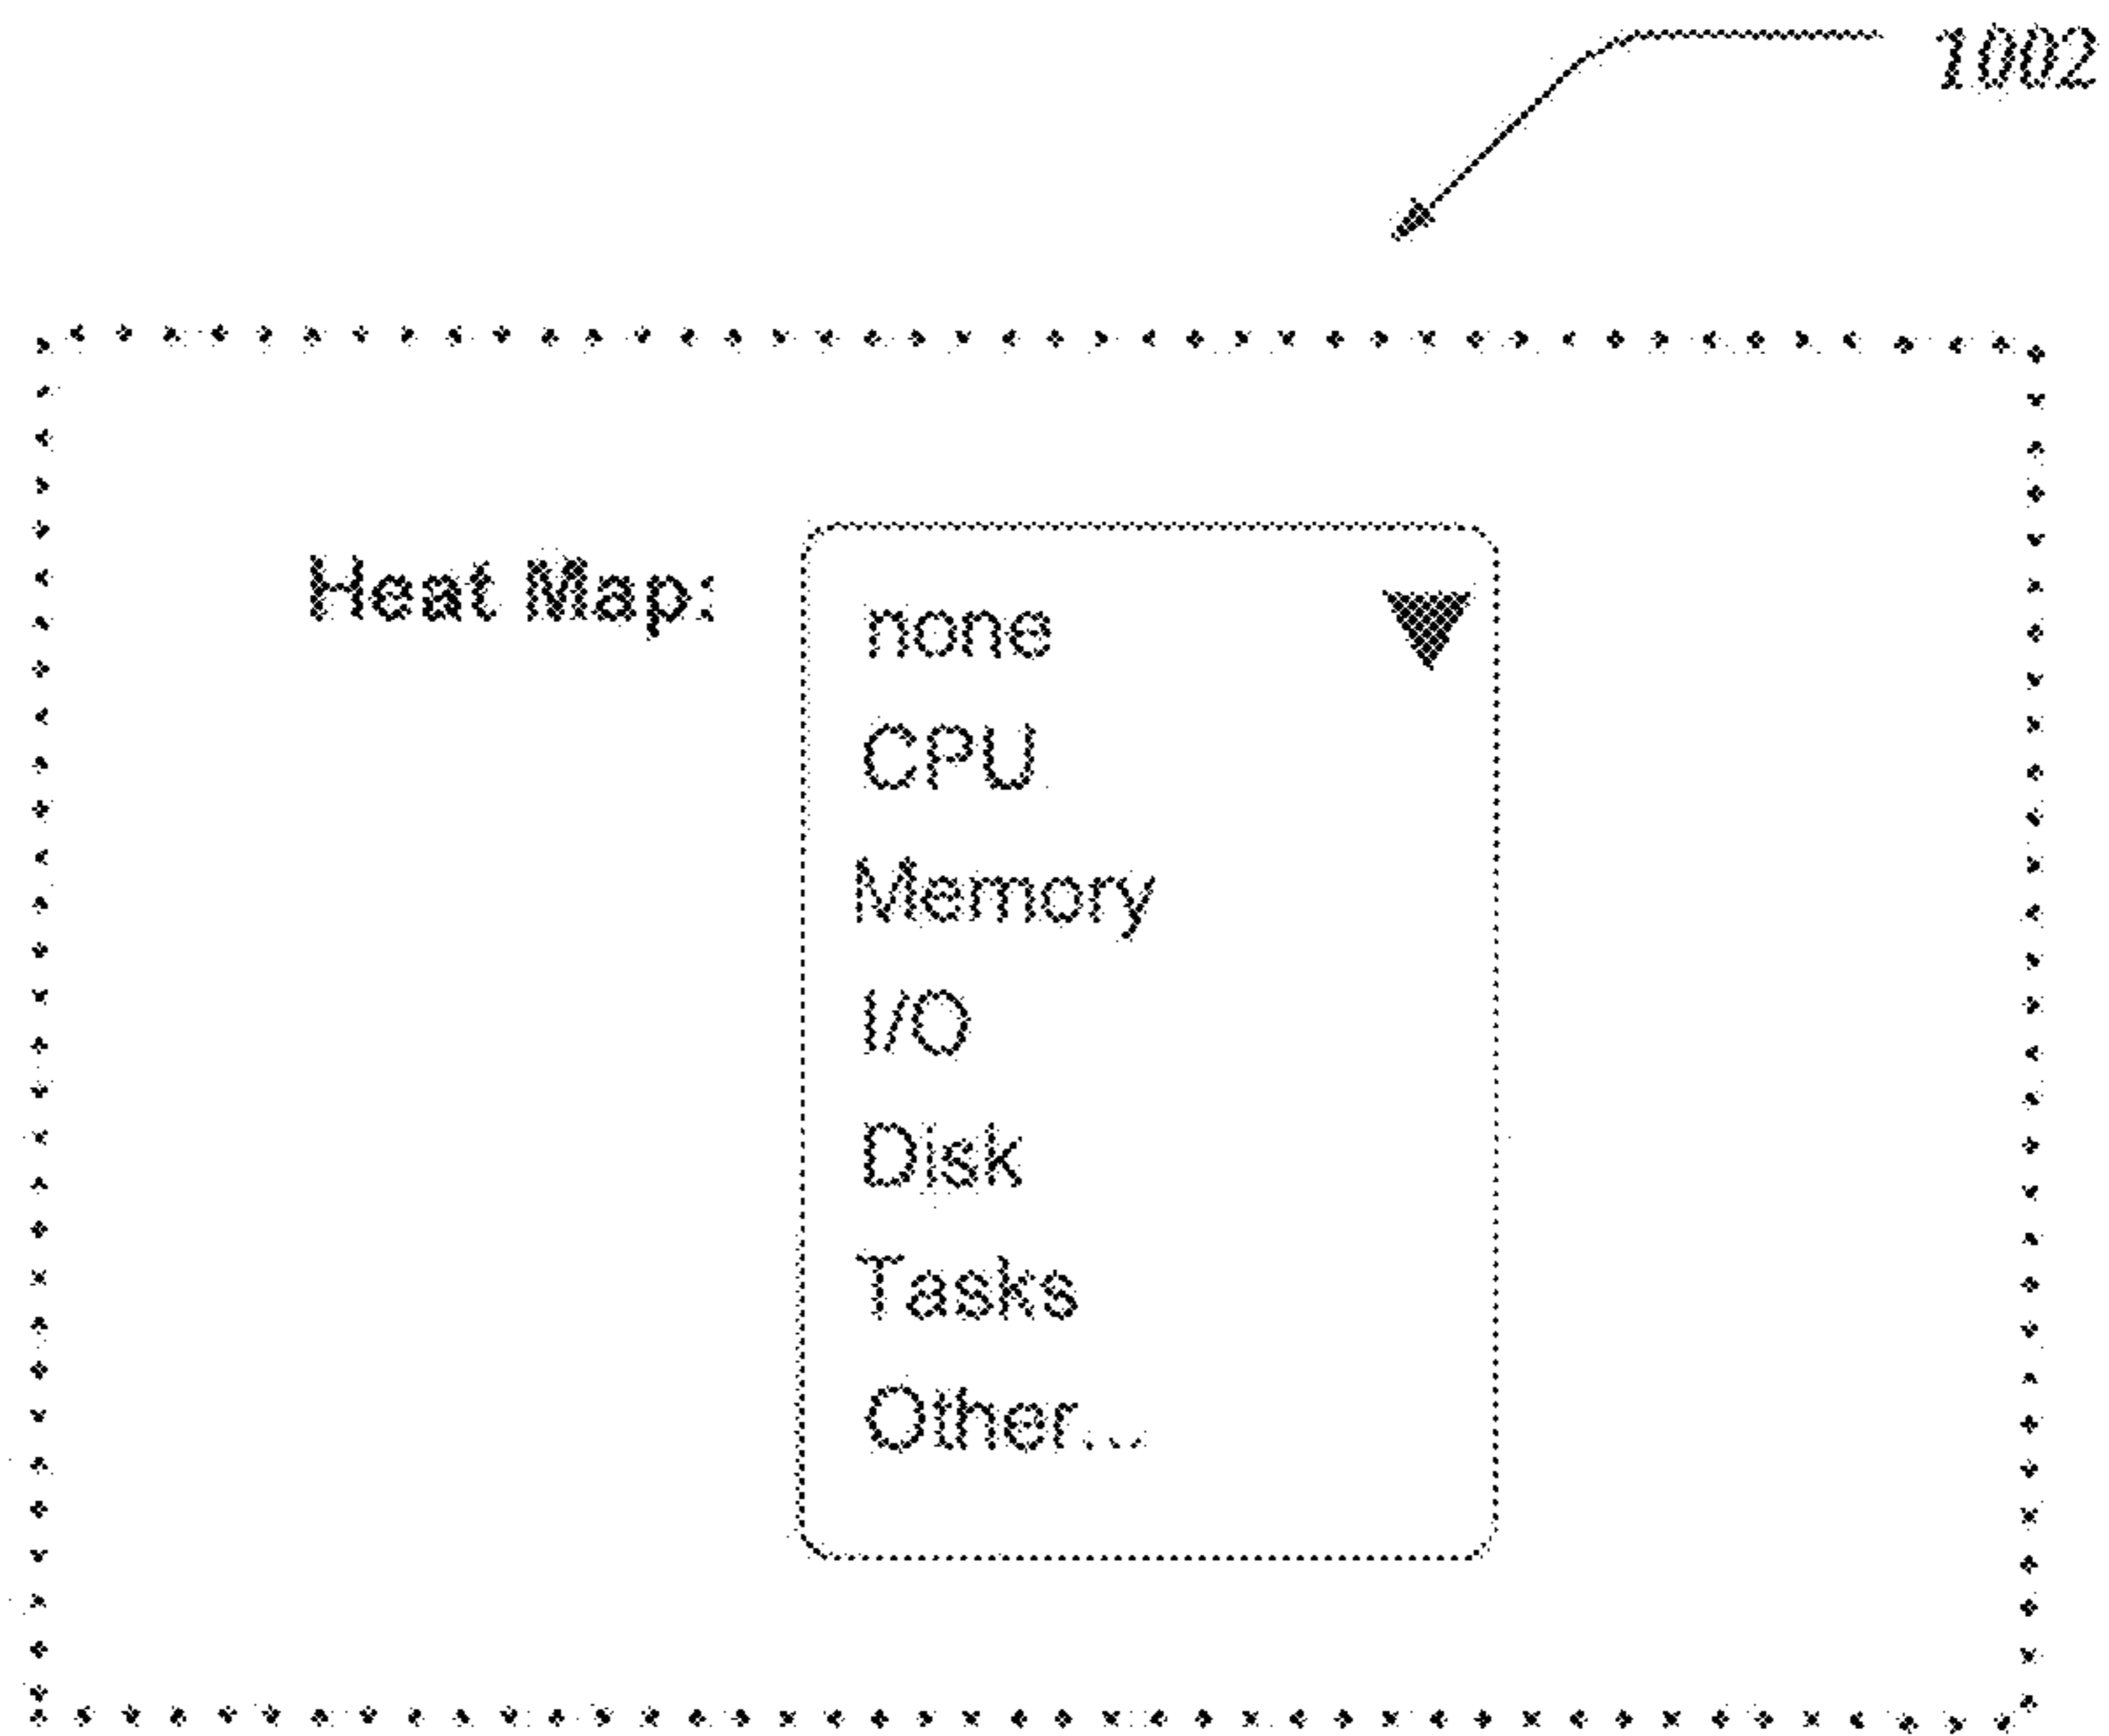 1002
Heat Map:
none
CPU
Memory
I/O
Disk
Tasks
Other...